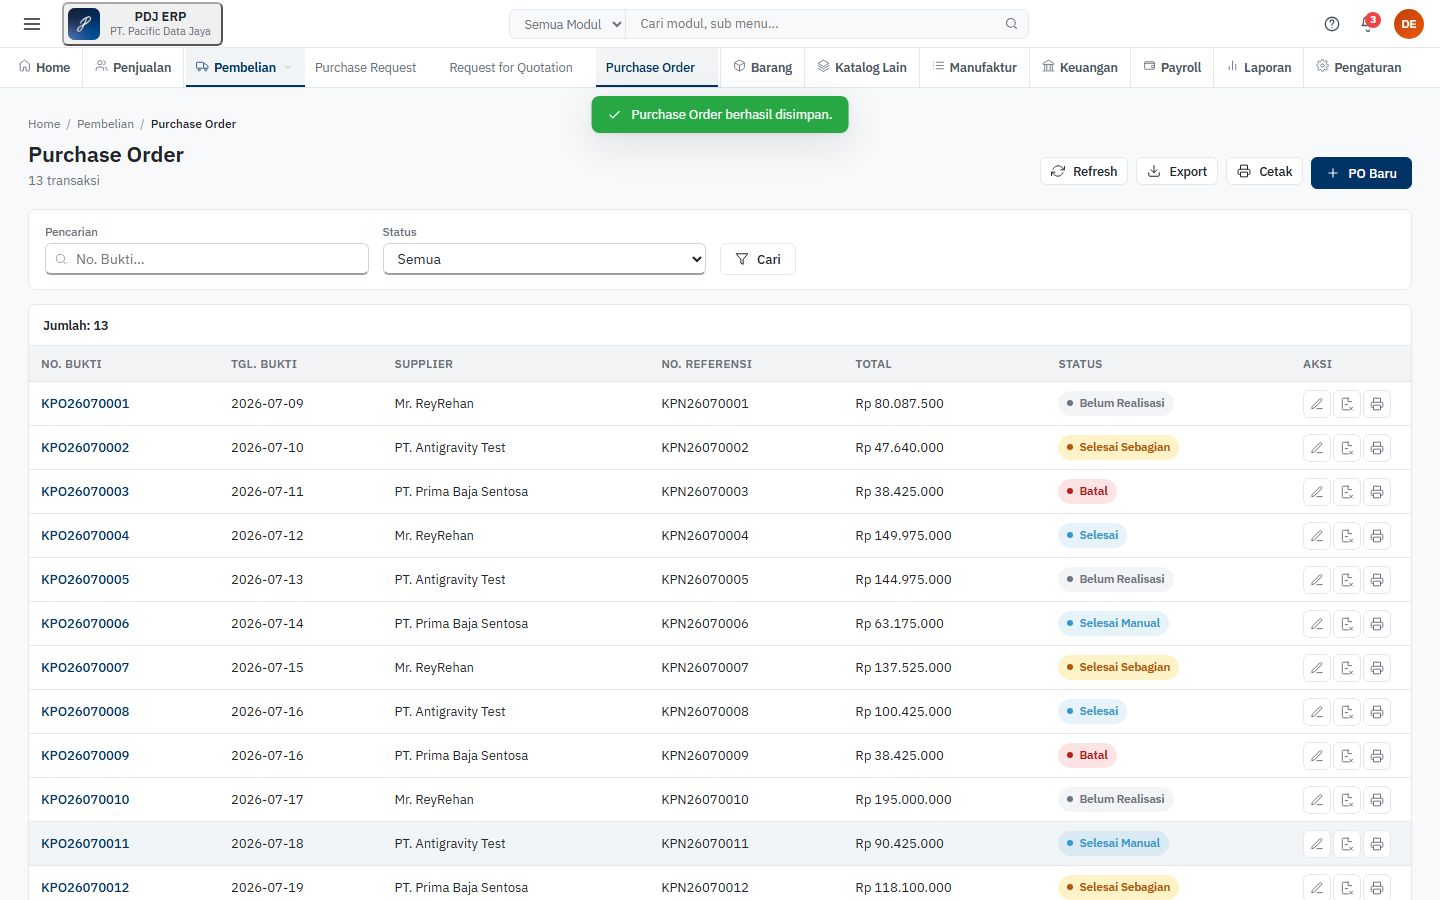 PDJ ERP
PT. Pacific Data Jaya
Semua Modul
Cari modul, sub menu...
3
DE
Home
Penjualan
Pembelian
Purchase Request
Request for Quotation
Purchase Order
Barang
Katalog Lain
Manufaktur
Keuangan
Payroll
Laporan
Pengaturan
Purchase Order berhasil disimpan.
Home / Pembelian / Purchase Order
Purchase Order
13 transaksi
Refresh
Export
Cetak
PO Baru
Pencarian
Status
No. Bukti...
Semua
Cari
Jumlah: 13
NO. BUKTI TGL. BUKTI SUPPLIER NO. REFERENSI TOTAL STATUS AKSI
KPO26070001 2026-07-09 Mr. ReyRehan KPN26070001 Rp 80.087.500 Belum Realisasi
KPO26070002 2026-07-10 PT. Antigravity Test KPN26070002 Rp 47.640.000 Selesai Sebagian
KPO26070003 2026-07-11 PT. Prima Baja Sentosa KPN26070003 Rp 38.425.000 Batal
KPO26070004 2026-07-12 Mr. ReyRehan KPN26070004 Rp 149.975.000 Selesai
KPO26070005 2026-07-13 PT. Antigravity Test KPN26070005 Rp 144.975.000 Belum Realisasi
KPO26070006 2026-07-14 PT. Prima Baja Sentosa KPN26070006 Rp 63.175.000 Selesai Manual
KPO26070007 2026-07-15 Mr. ReyRehan KPN26070007 Rp 137.525.000 Selesai Sebagian
KPO26070008 2026-07-16 PT. Antigravity Test KPN26070008 Rp 100.425.000 Selesai
KPO26070009 2026-07-16 PT. Prima Baja Sentosa KPN26070009 Rp 38.425.000 Batal
KPO26070010 2026-07-17 Mr. ReyRehan KPN26070010 Rp 195.000.000 Belum Realisasi
KPO26070011 2026-07-18 PT. Antigravity Test KPN26070011 Rp 90.425.000 Selesai Manual
KPO26070012 2026-07-19 PT. Prima Baja Sentosa KPN26070012 Rp 118.100.000 Selesai Sebagian